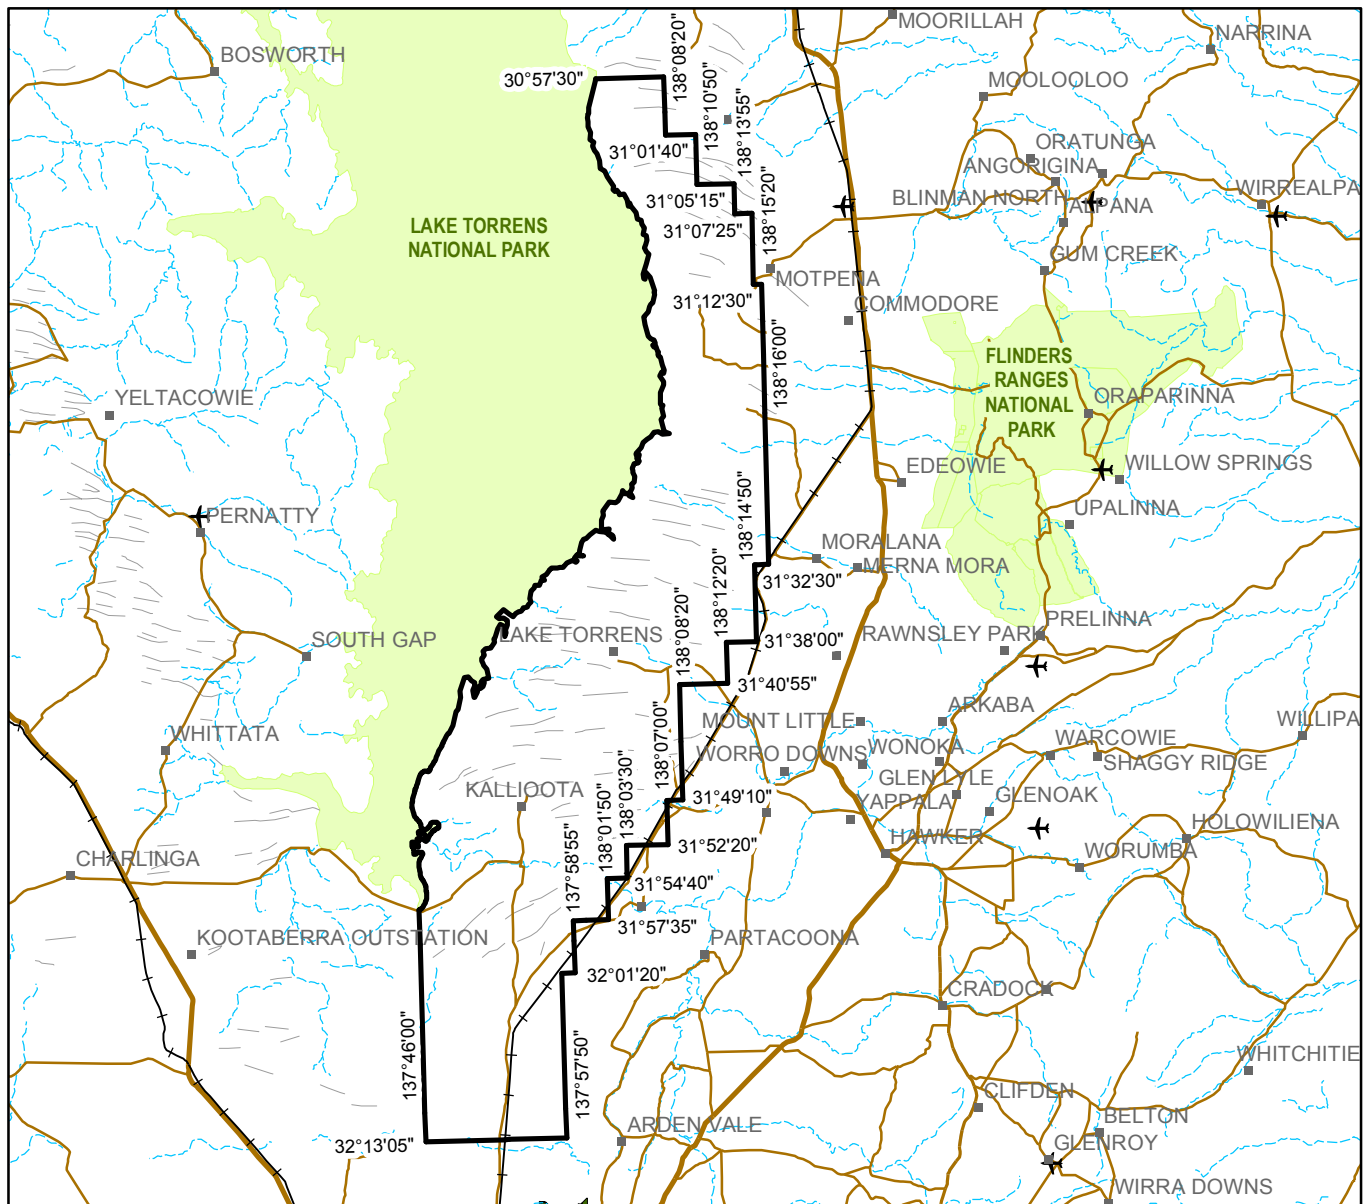 MOORILLAH
NARRINA
BOSWORTH
30°57'30"
138°08'20"
MOOLOOLOO
138°10'50"
138°13'55"
31°01'40"
ORATUNGA
ANGORIGINA
31°05'15"
BLINMAN NORTH
ALPANA
WIRREALPA
LAKE TORRENS
NATIONAL PARK
31°07'25"
138°15'20"
GUM CREEK
MOTPENA
31°12'30"
COMMODORE
FLINDERS
RANGES
NATIONAL
PARK
138°16'00"
YELTACOWIE
ORAPARINNA
EDEOWIE
WILLOW SPRINGS
PERNATTY
UPALINNA
138°14'50"
MORALANA
MERNA MORA
31°32'30"
138°12'20"
SOUTH GAP
LAKE TORRENS
138°08'20"
31°38'00"
RAWNSLEY PARK
PRELINNA
31°40'55"
ARKABA
WHITTATA
138°07'00"
MOUNT LITTLE
WILLIPA
WORRO DOWNS
WONOKA
WARCOWIE
SHAGGY RIDGE
GLEN LYLE
KALLIOOTA
138°03'30"
31°49'10"
YAPPALA
GLENOAK
138°01'50"
HOLOWILIENA
31°52'20"
HAWKER
WORUMBA
CHARLINGA
137°58'55"
31°54'40"
31°57'35"
KOOTABERRA OUTSTATION
PARTACOONA
32°01'20"
CRADOCK
137°46'00"
137°57'50"
WHITCHITIE
CLIFDEN
ARDEN VALE
BELTON
32°13'05"
GLENROY
WIRRA DOWNS